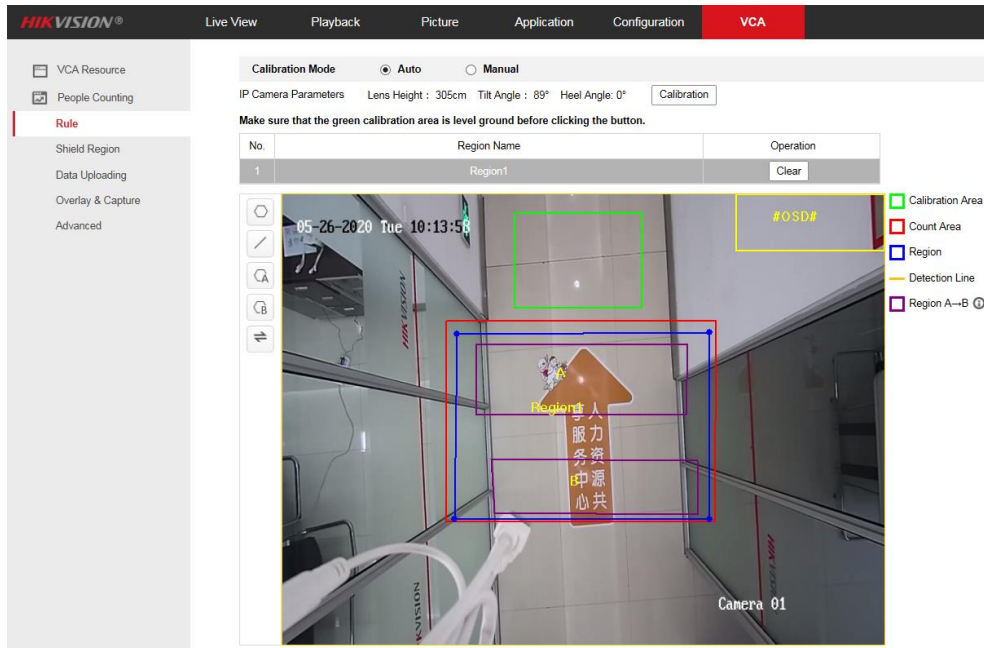 HIKVISION®
Live View Playback Picture Application Configuration VCA
VCA Resource
People Counting
Rule
Shield Region
Data Uploading
Overlay & Capture
Advanced
Calibration Mode Auto Manual
IP Camera Parameters Lens Height : 305cm Tilt Angle : 89° Heel Angle: 0° Calibration
Make sure that the green calibration area is level ground before clicking the button.
No. Region Name Operation
1 Region1 Clear
A
B
05-26-2020 Tue 10:13:58
#OSD#
HIKVISION
A
Region1
人力资源共
享服务中心
B
HIKVISION
KVISION
Camera 01
Calibration Area
Count Area
Region
Detection Line
Region A→B